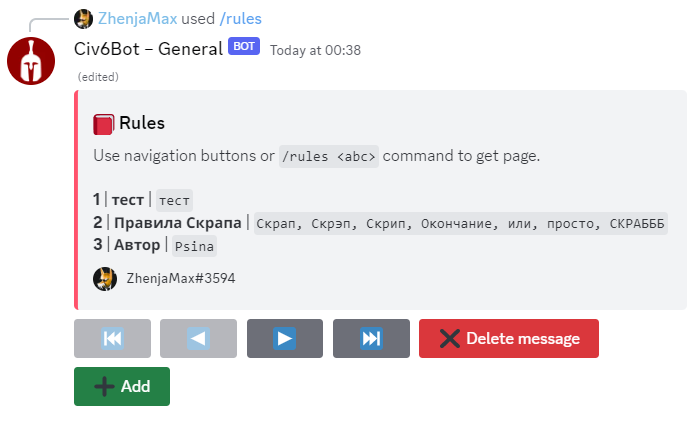 ZhenjaMax used /rules
Civ6Bot – General BOT Today at 00:38
(edited)
Rules
Use navigation buttons or /rules <abc> command to get page.
1 | тест | тест
2 | Правила Скрапа | Скрап, Скрэп, Скрип, Окончание, или, просто, СКРАБББ
3 | Автор | Psina
ZhenjaMax#3594
Delete message
Add